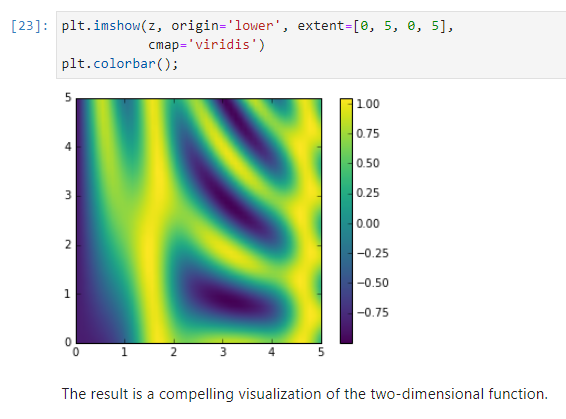 [23]: plt.imshow(z, origin='lower', extent=[0, 5, 0, 5],
cmap='viridis')
plt.colorbar();
5
4
3
2
1
0
0 1 2 3 4 5
1.00
0.75
0.50
0.25
0.00
−0.25
−0.50
−0.75
The result is a compelling visualization of the two-dimensional function.